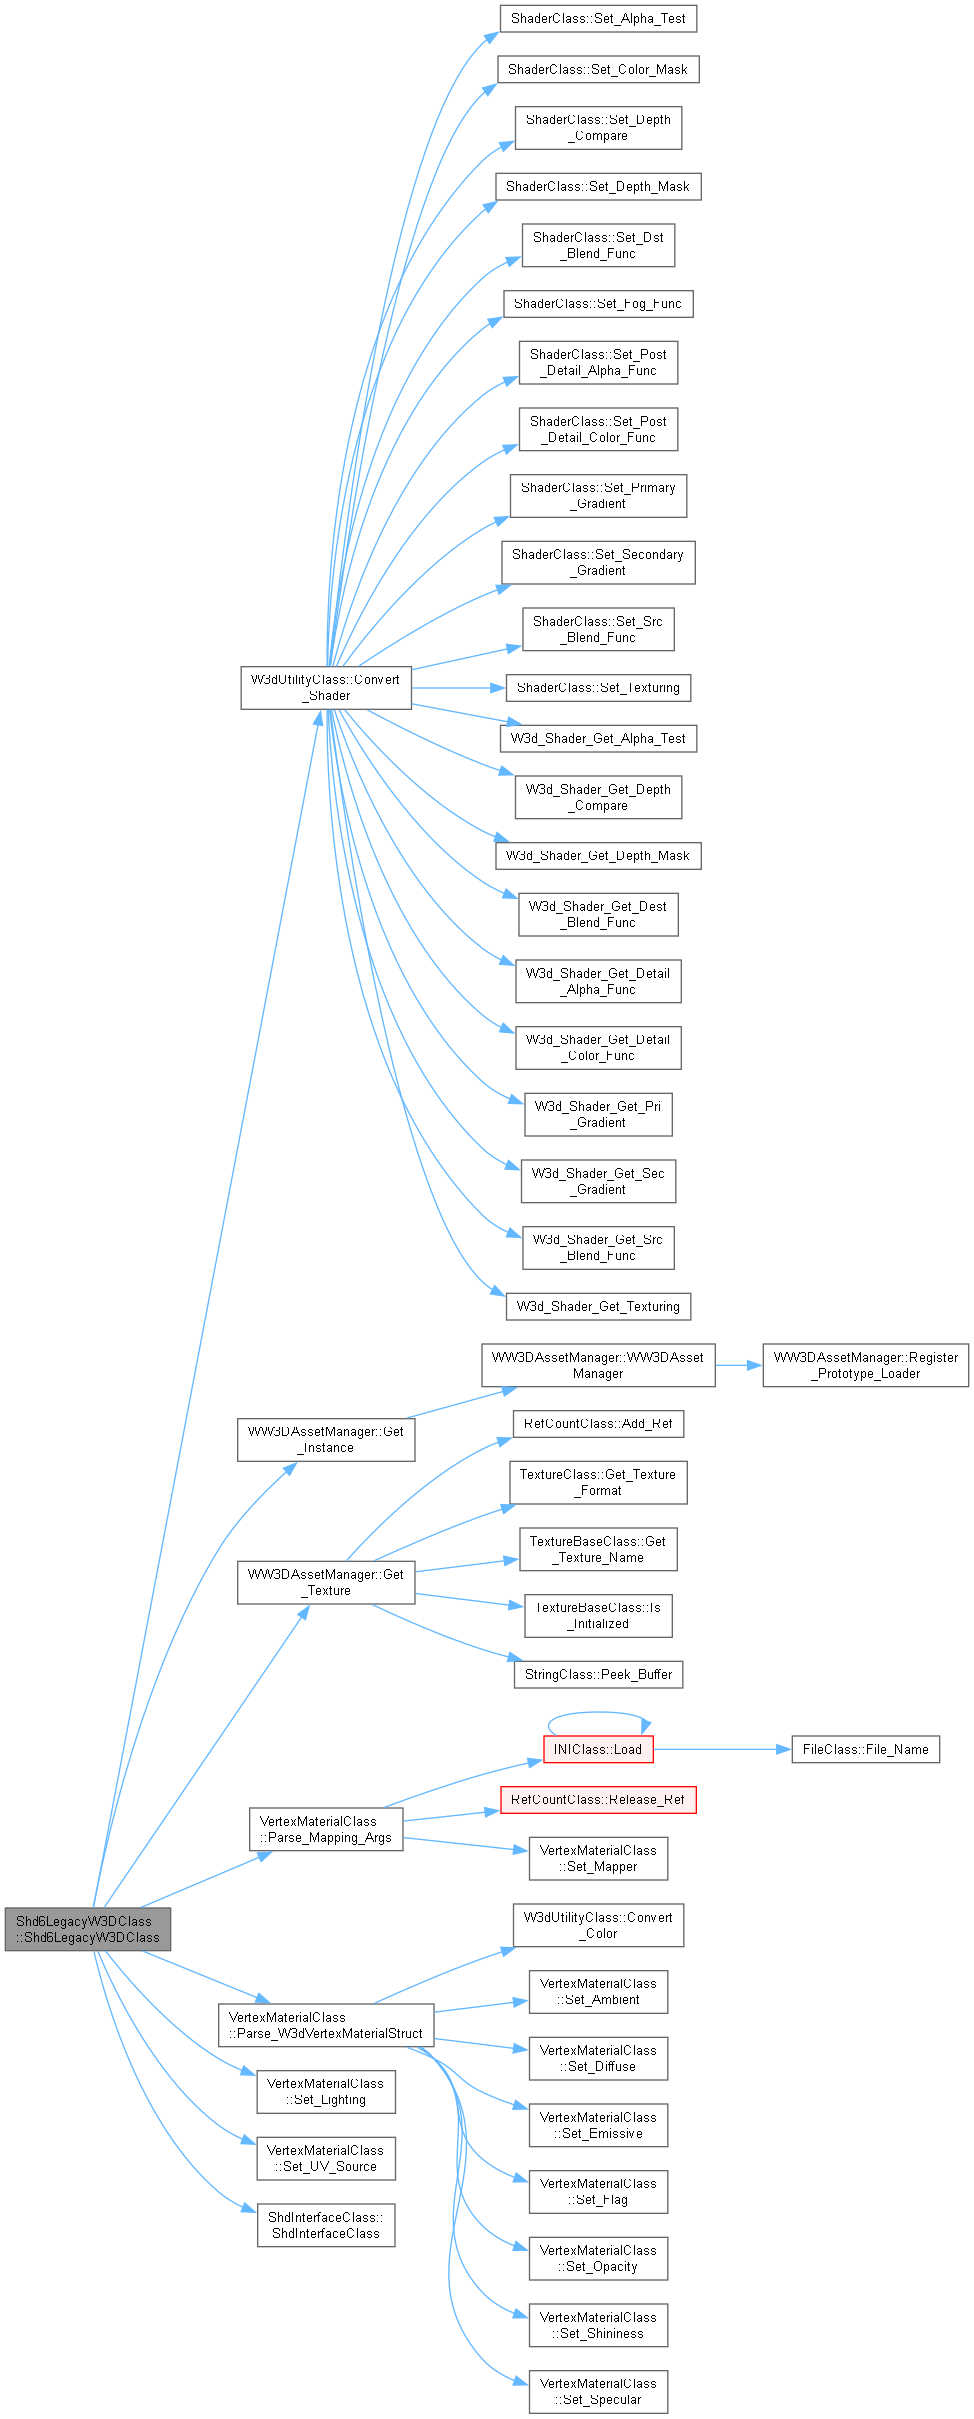 ShaderClass::Set_Alpha_Test
ShaderClass::Set_Color_Mask
ShaderClass::Set_Depth
_Compare
ShaderClass::Set_Depth_Mask
ShaderClass::Set_Dst
_Blend_Func
ShaderClass::Set_Fog_Func
ShaderClass::Set_Post
_Detail_Alpha_Func
ShaderClass::Set_Post
_Detail_Color_Func
ShaderClass::Set_Primary
_Gradient
ShaderClass::Set_Secondary
_Gradient
ShaderClass::Set_Src
_Blend_Func
W3dUtilityClass::Convert
_Shader
ShaderClass::Set_Texturing
W3d_Shader_Get_Alpha_Test
W3d_Shader_Get_Depth
_Compare
W3d_Shader_Get_Depth_Mask
W3d_Shader_Get_Dest
_Blend_Func
W3d_Shader_Get_Detail
_Alpha_Func
W3d_Shader_Get_Detail
_Color_Func
W3d_Shader_Get_Pri
_Gradient
W3d_Shader_Get_Sec
_Gradient
W3d_Shader_Get_Src
_Blend_Func
W3d_Shader_Get_Texturing
WW3DAssetManager::WW3DAsset
Manager
WW3DAssetManager::Register
_Prototype_Loader
WW3DAssetManager::Get
_Instance
RefCountClass::Add_Ref
TextureClass::Get_Texture
_Format
TextureBaseClass::Get
_Texture_Name
WW3DAssetManager::Get
_Texture
TextureBaseClass::Is
_Initialized
StringClass::Peek_Buffer
INIClass::Load
FileClass::File_Name
RefCountClass::Release_Ref
VertexMaterialClass
::Parse_Mapping_Args
VertexMaterialClass
::Set_Mapper
Shd6LegacyW3DClass
::Shd6LegacyW3DClass
W3dUtilityClass::Convert
_Color
VertexMaterialClass
::Set_Ambient
VertexMaterialClass
::Parse_W3dVertexMaterialStruct
VertexMaterialClass
::Set_Diffuse
VertexMaterialClass
::Set_Lighting
VertexMaterialClass
::Set_Emissive
VertexMaterialClass
::Set_UV_Source
VertexMaterialClass
::Set_Flag
ShdInterfaceClass::
ShdInterfaceClass
VertexMaterialClass
::Set_Opacity
VertexMaterialClass
::Set_Shininess
VertexMaterialClass
::Set_Specular